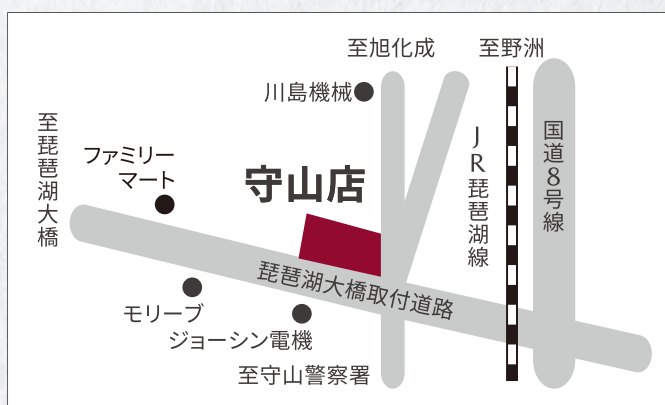 至旭化成
至野洲
川島機械
至琵琶湖大橋
ファミリー
マート
守山店
JR琵琶湖線
国道8号線
琵琶湖大橋取付道路
モリーブ
ジョーシン電機
至守山警察署